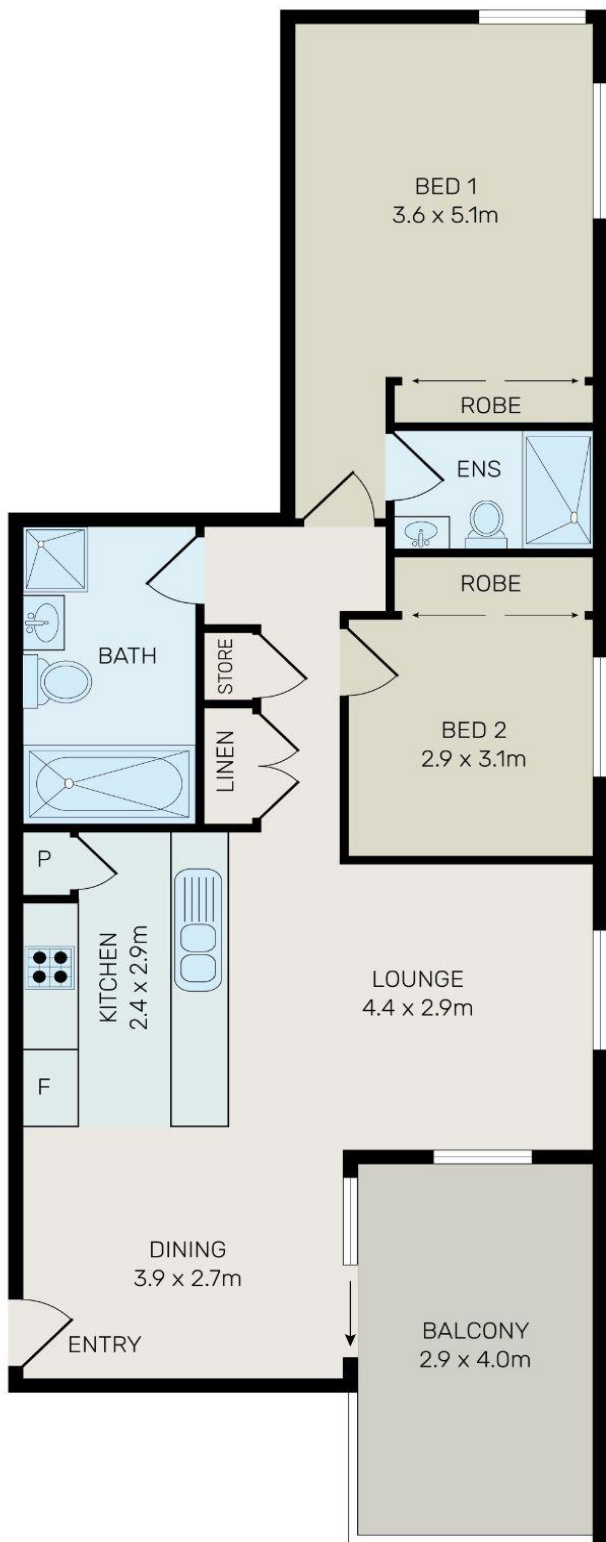 BED 1
3.6 x 5.1m
ROBE
ENS
ROBE
BATH
STORE
BED 2
2.9 x 3.1m
LINEN
P
KITCHEN
2.4 x 2.9m
LOUNGE
4.4 x 2.9m
F
DINING
3.9 x 2.7m
ENTRY
BALCONY
2.9 x 4.0m